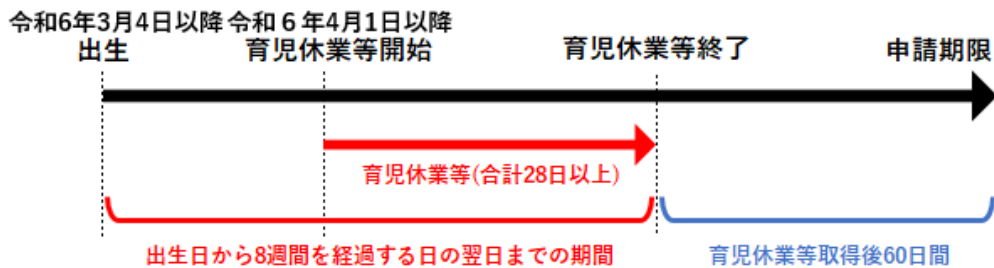 令和6年3月4日以降 令和６年4月1日以降
出生 育児休業等開始 育児休業等終了 申請期限
育児休業等(合計28日以上)
出生日から8週間を経過する日の翌日までの期間 育児休業等取得後60日間